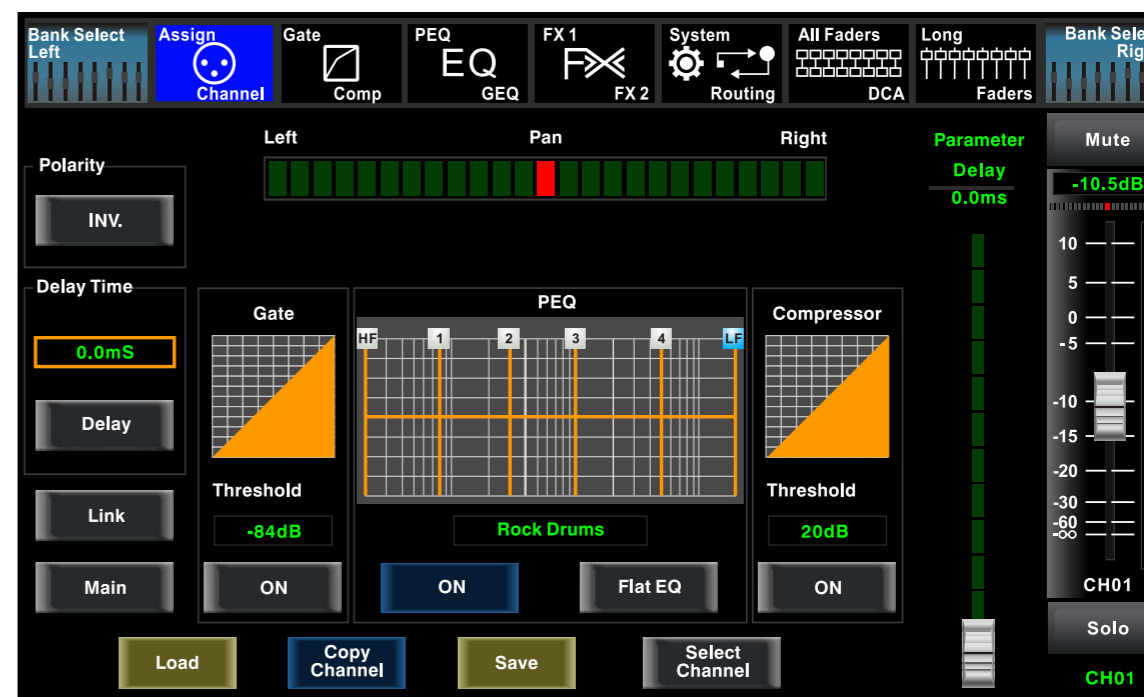 Bank Select
Left
Assign
Channel
Gate
Comp
PEQ
EQ
GEQ
FX 1
FX 2
System
Routing
All Faders
DCA
Long
Faders
Bank Sele
Rig
Left
Pan
Right
Parameter
Delay
0.0ms
Mute
-10.5dB
Polarity
INV.
Delay Time
0.0mS
Delay
Link
Main
Gate
Threshold
-84dB
ON
PEQ
HF
1
2
3
4
LF
Rock Drums
ON
Flat EQ
Compressor
Threshold
20dB
ON
10
5
0
-5
-10
-15
-20
-30
-60
-∞
CH01
Solo
CH01
Load
Copy
Channel
Save
Select
Channel